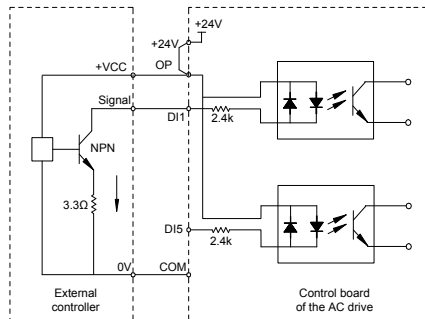 +24V
+24V
+VCC
OP
Signal
DI1
2.4k
NPN
3.3Ω
DI5
2.4k
0V
COM
External
controller
Control board
of the AC drive